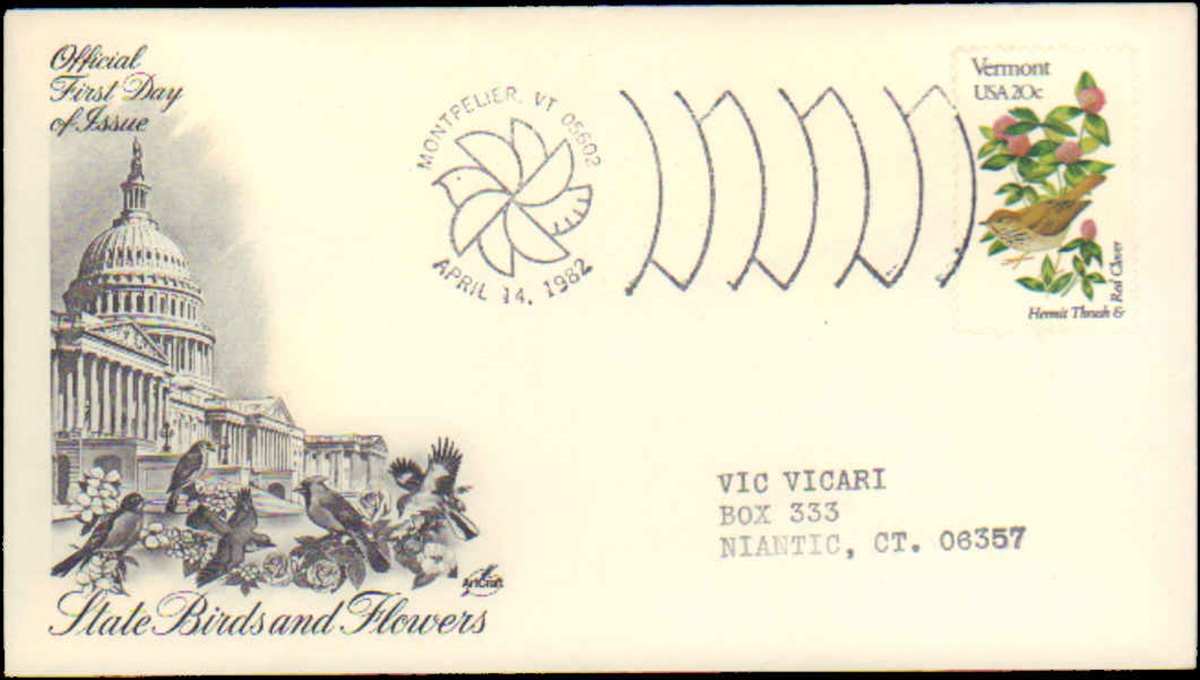 Official
First Day
of Issue
MONTPELIER, VT 05602
APRIL 14, 1982
Vermont
USA 20c
Hermit Thrush &
Red Clover
VIC VICARI
BOX 333
NIANTIC, CT. 06357
ArtCraft
State Birds and Flowers